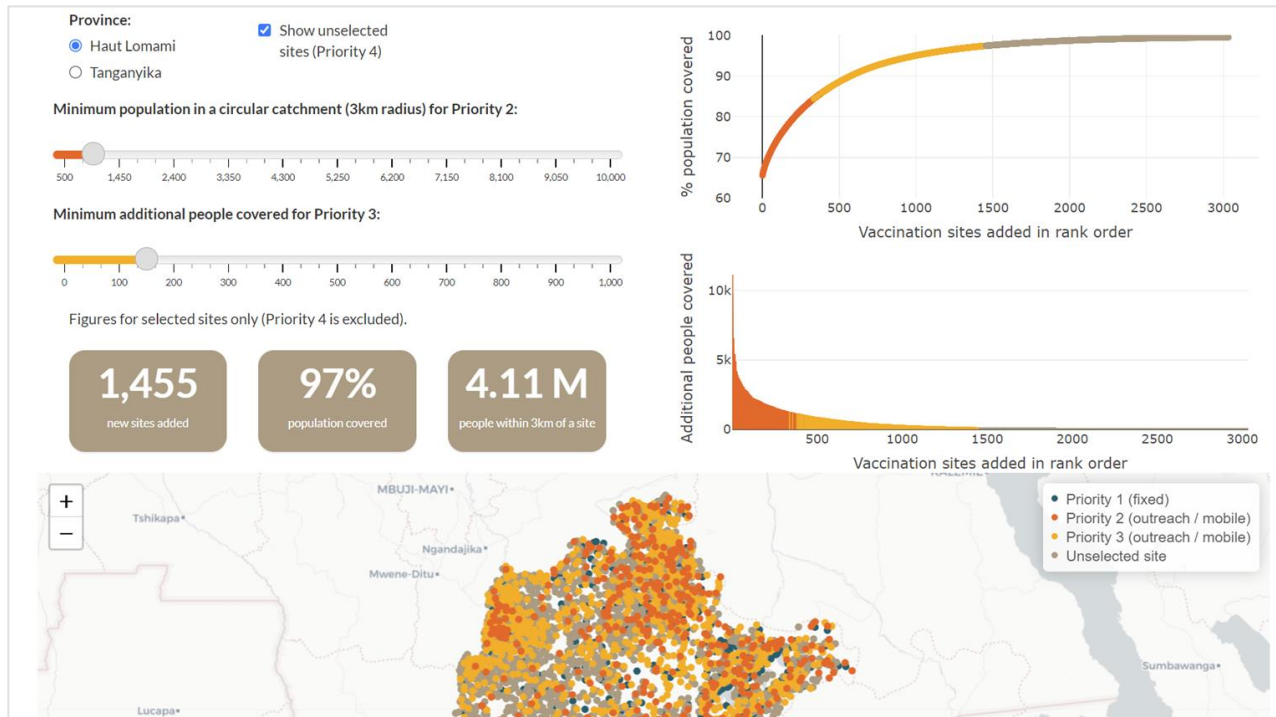 Province:
Haut Lomami
Tanganyika
Show unselected
sites (Priority 4)
Minimum population in a circular catchment (3km radius) for Priority 2:
500 1,450 2,400 3,350 4,300 5,250 6,200 7,150 8,100 9,050 10,000
Minimum additional people covered for Priority 3:
0 100 200 300 400 500 600 700 800 900 1,000
Figures for selected sites only (Priority 4 is excluded).
1,455
new sites added
97%
population covered
4.11 M
people within 3km of a site
% population covered
100
90
80
70
60
0 500 1000 1500 2000 2500 3000
Vaccination sites added in rank order
Additional people covered
10k
5k
0
500 1000 1500 2000 2500 3000
Vaccination sites added in rank order
+
−
MBUJI-MAYI
Tshikapa
Ngandajika
Mwene-Ditu
Lucapa
Sumbawanga
Priority 1 (fixed)
Priority 2 (outreach / mobile)
Priority 3 (outreach / mobile)
Unselected site